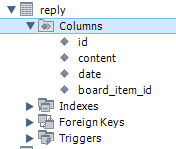 reply
Columns
id
content
date
board_item_id
Indexes
Foreign Keys
Triggers